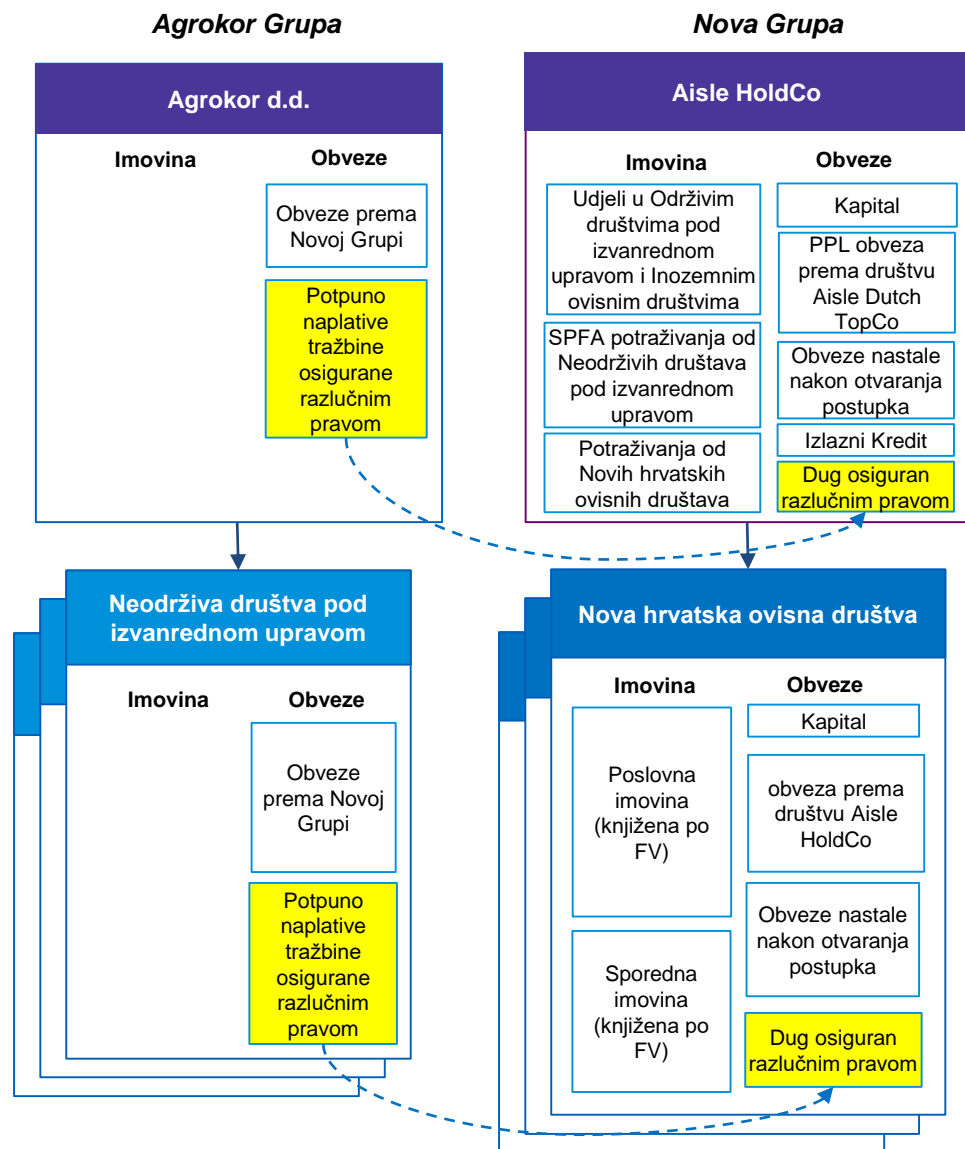 Agrokor Grupa
Agrokor d.d.
Imovina
Obveze
Obveze prema
Novoj Grupi
Potpuno
naplative
tražbine
osigurane
razlučnim
pravom
Neodrživa društva pod
izvanrednom upravom
Imovina
Obveze
Obveze
prema Novoj
Grupi
Potpuno
naplative
tražbine
osigurane
razlučnim
pravom
Nova Grupa
Aisle HoldCo
Imovina
Udjeli u Održivim
društvima pod
izvanrednom
upravom i Inozemnim
ovisnim društvima
SPFA potraživanja od
Neodrživih društava
pod izvanrednom
upravom
Potraživanja od
Novih hrvatskih
ovisnih društava
Obveze
Kapital
PPL obveza
prema društvu
Aisle Dutch
TopCo
Obveze nastale
nakon otvaranja
postupka
Izlazni Kredit
Dug osiguran
razlučnim pravom
Nova hrvatska ovisna društva
Imovina
Poslovna
imovina
(knjižena po
FV)
Sporedna
imovina
(knjižena po
FV)
Obveze
Kapital
obveza prema
društvu Aisle
HoldCo
Obveze nastale
nakon otvaranja
postupka
Dug osiguran
razlučnim pravom